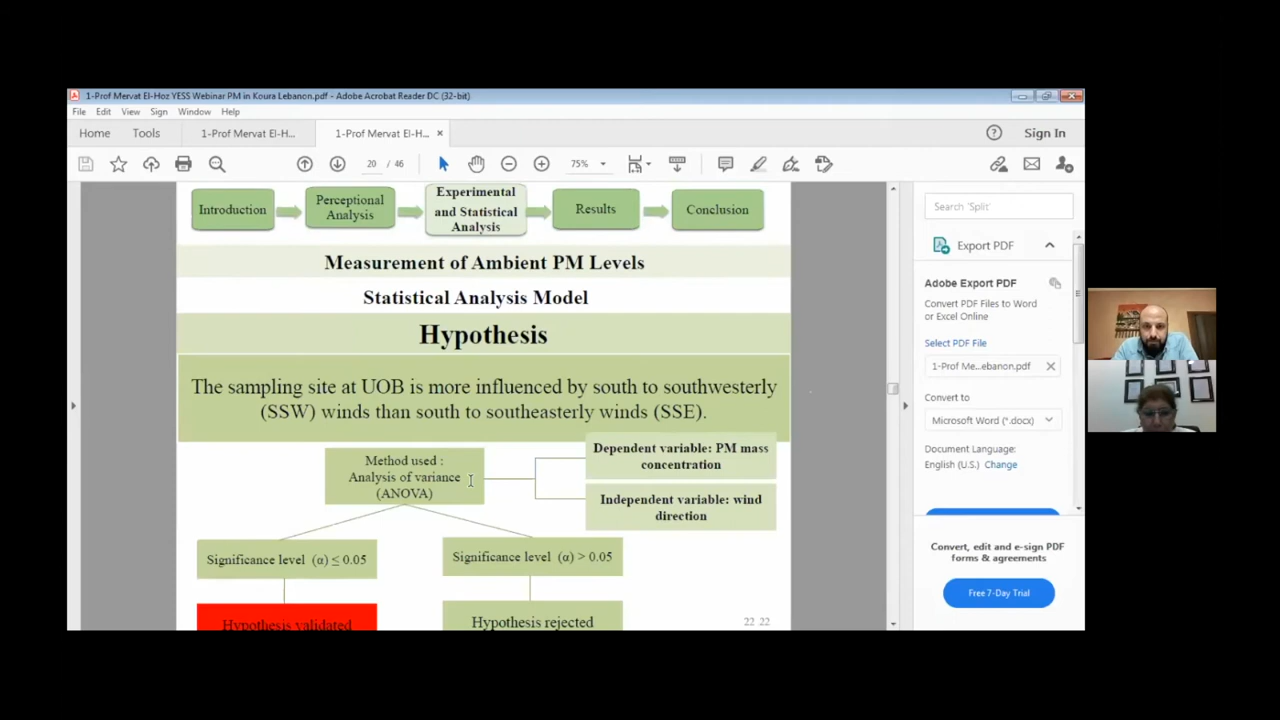 1-Prof Mervat El-Hoz YESS Webinar PM in Koura Lebanon.pdf - Adobe Acrobat Reader DC (32-bit)
File Edit View Sign Window Help
Home Tools 1-Prof Mervat El-H... 1-Prof Mervat El-H... × Sign In
20 / 46 75%
Introduction
Perceptional
Analysis
Experimental
and Statistical
Analysis
Results
Conclusion
Measurement of Ambient PM Levels
Statistical Analysis Model
Hypothesis
The sampling site at UOB is more influenced by south to southwesterly
(SSW) winds than south to southeasterly winds (SSE).
Method used :
Analysis of variance
(ANOVA)
Dependent variable: PM mass
concentration
Independent variable: wind
direction
Significance level (α) ≤ 0.05
Significance level (α) > 0.05
Hypothesis validated
Hypothesis rejected
22 22
Search 'Split'
Export PDF
Adobe Export PDF
Convert PDF Files to Word
or Excel Online
Select PDF File
1-Prof Me...ebanon.pdf
Convert to
Microsoft Word (*.docx)
Document Language:
English (U.S.) Change
Convert, edit and e-sign PDF
forms & agreements
Free 7-Day Trial